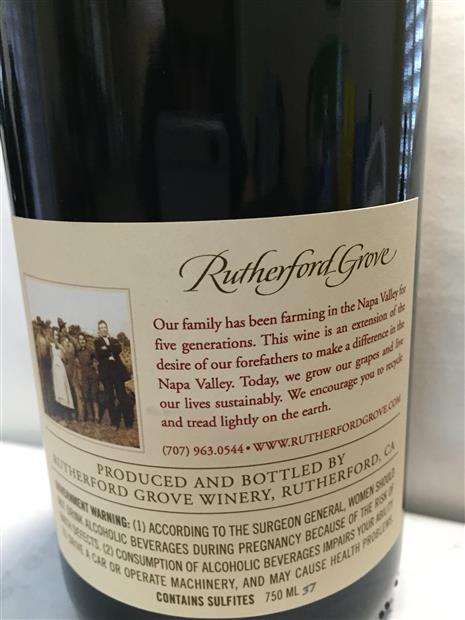 Rutherford Grove
Our family has been farming in the Napa Valley for
five generations. This wine is an extension of the
desire of our forefathers to make a difference in the
Napa Valley. Today, we grow our grapes and live
our lives sustainably. We encourage you to recycle
and tread lightly on the earth.
(707) 963.0544 • WWW.RUTHERFORDGROVE.COM
PRODUCED AND BOTTLED BY
RUTHERFORD GROVE WINERY, RUTHERFORD, CA
WARNING: (1) ACCORDING TO THE SURGEON GENERAL, WOMEN SHOULD
DRINK ALCOHOLIC BEVERAGES DURING PREGNANCY BECAUSE OF THE RISK OF
DEFECTS. (2) CONSUMPTION OF ALCOHOLIC BEVERAGES IMPAIRS YOUR ABILITY
DRIVE A CAR OR OPERATE MACHINERY, AND MAY CAUSE HEALTH PROBLEMS.
CONTAINS SULFITES 750 ML 37